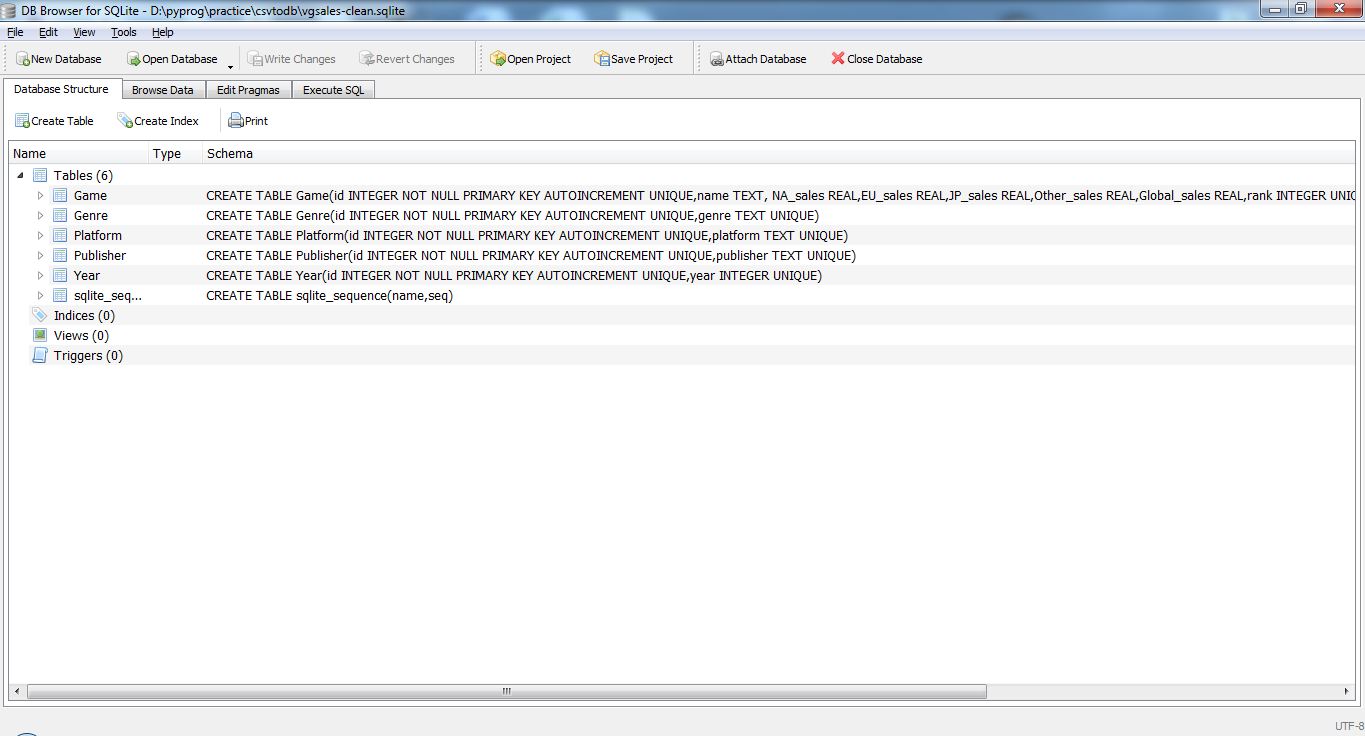 DB Browser for SQLite - D:\pyprog\practice\csvtodb\vgsales-clean.sqlite
File Edit View Tools Help
New Database Open Database Write Changes Revert Changes Open Project Save Project Attach Database Close Database
Database Structure Browse Data Edit Pragmas Execute SQL
Create Table Create Index Print
Name Type Schema
Tables (6)
Game CREATE TABLE Game(id INTEGER NOT NULL PRIMARY KEY AUTOINCREMENT UNIQUE,name TEXT, NA_sales REAL,EU_sales REAL,JP_sales REAL,Other_sales REAL,Global_sales REAL,rank INTEGER UNIQ
Genre CREATE TABLE Genre(id INTEGER NOT NULL PRIMARY KEY AUTOINCREMENT UNIQUE,genre TEXT UNIQUE)
Platform CREATE TABLE Platform(id INTEGER NOT NULL PRIMARY KEY AUTOINCREMENT UNIQUE,platform TEXT UNIQUE)
Publisher CREATE TABLE Publisher(id INTEGER NOT NULL PRIMARY KEY AUTOINCREMENT UNIQUE,publisher TEXT UNIQUE)
Year CREATE TABLE Year(id INTEGER NOT NULL PRIMARY KEY AUTOINCREMENT UNIQUE,year INTEGER UNIQUE)
sqlite_seq... CREATE TABLE sqlite_sequence(name,seq)
Indices (0)
Views (0)
Triggers (0)
UTF-8